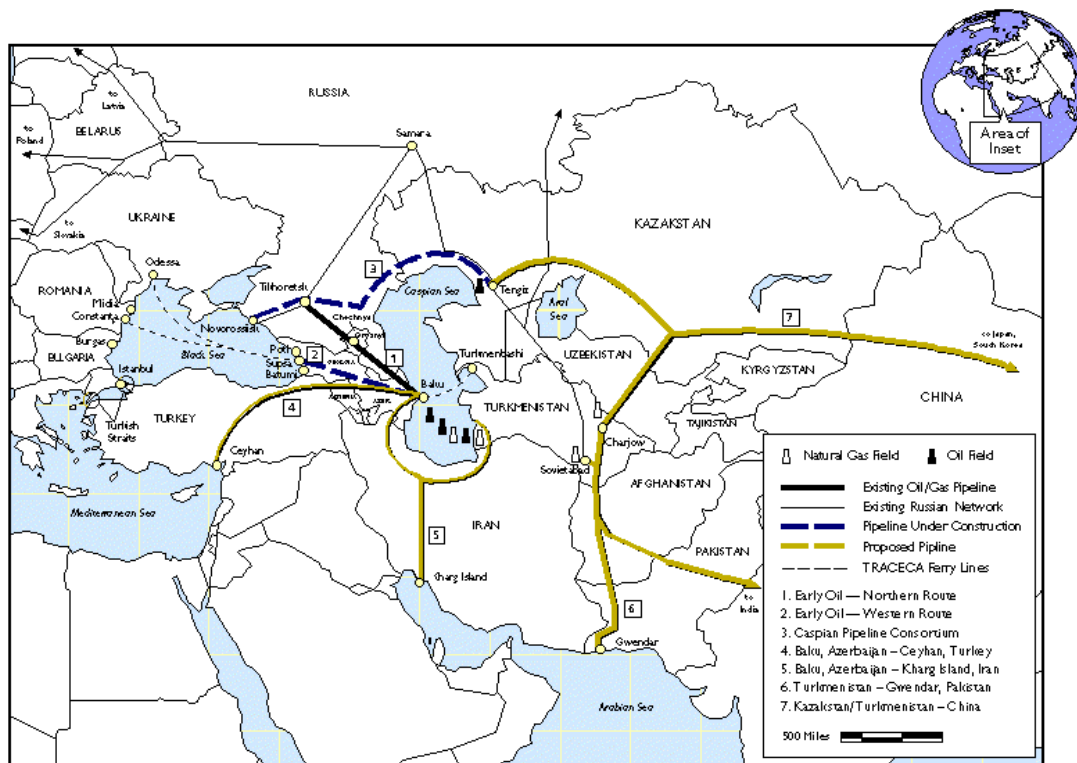 Area of
Inset
RUSSIA
to
Latvia
BELARUS
to
Poland
Samara
UKRAINE
KAZAKSTAN
to
Slovakia
Odessa
3
Tikhoretsk
Caspian Sea
Tengiz
ROMANIA
Midia
Constanta
Aral
Sea
7
Chechnya
Grozny
Novorossiisk
to Japan,
South Korea
Burgas
Black Sea
BULGARIA
Poth
2
Supsa
Batumi
1
Turkmenbashi
UZBEKISTAN
KYRGYZSTAN
Istanbul
Baku
CHINA
TURKEY
4
TURKMENISTAN
TAJIKISTAN
Turkish
Straits
Charjow
Ceyhan
Sovietabad
AFGHANISTAN
Mediterranean Sea
IRAN
5
PAKISTAN
Kharg Island
to
India
6
Gwendar
Arabian Sea
Natural Gas Field
Oil Field
Existing Oil/Gas Pipeline
Existing Russian Network
Pipeline Under Construction
Proposed Pipline
TRACECA Ferry Lines
1. Early Oil — Northern Route
2. Early Oil — Western Route
3. Caspian Pipeline Consortium
4. Baku, Azerbaijan – Ceyhan, Turkey
5. Baku, Azerbaijan – Kharg Island, Iran
6. Turkmenistan – Gwendar, Pakistan
7. Kazakstan/Turkmenistan – China
500 Miles